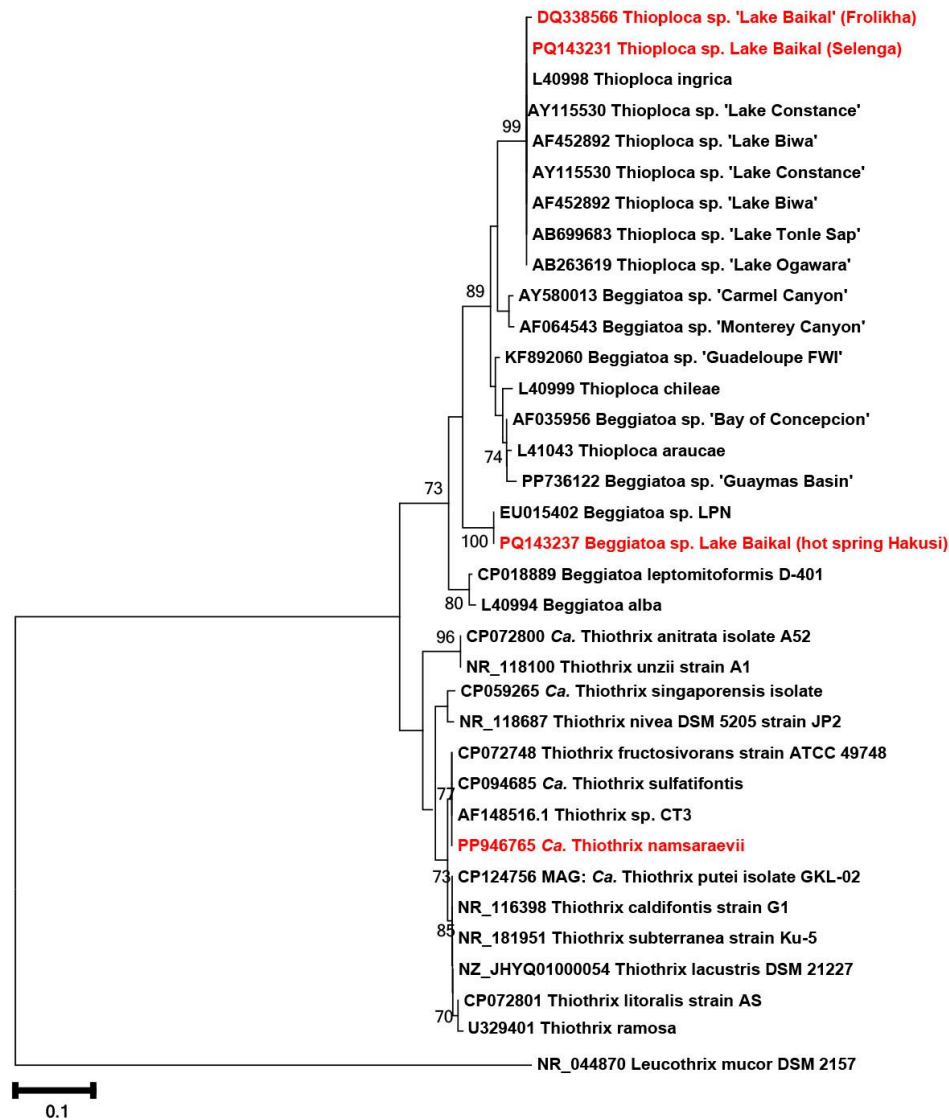 DQ338566 Thioploca sp. 'Lake Baikal' (Frolikha)
PQ143231 Thioploca sp. Lake Baikal (Selenga)
L40998 Thioploca ingrica
AY115530 Thioploca sp. 'Lake Constance'
99
AF452892 Thioploca sp. 'Lake Biwa'
AY115530 Thioploca sp. 'Lake Constance'
AF452892 Thioploca sp. 'Lake Biwa'
AB699683 Thioploca sp. 'Lake Tonle Sap'
AB263619 Thioploca sp. 'Lake Ogawara'
89
AY580013 Beggiatoa sp. 'Carmel Canyon'
AF064543 Beggiatoa sp. 'Monterey Canyon'
KF892060 Beggiatoa sp. 'Guadeloupe FWI'
L40999 Thioploca chileae
AF035956 Beggiatoa sp. 'Bay of Concepcion'
74
L41043 Thioploca araucae
PP736122 Beggiatoa sp. 'Guaymas Basin'
73
EU015402 Beggiatoa sp. LPN
100
PQ143237 Beggiatoa sp. Lake Baikal (hot spring Hakusi)
CP018889 Beggiatoa leptomitoformis D-401
80
L40994 Beggiatoa alba
96
CP072800 Ca. Thiothrix anitrata isolate A52
NR_118100 Thiothrix unzii strain A1
CP059265 Ca. Thiothrix singaporensis isolate
NR_118687 Thiothrix nivea DSM 5205 strain JP2
CP072748 Thiothrix fructosivorans strain ATCC 49748
77
CP094685 Ca. Thiothrix sulfatifontis
AF148516.1 Thiothrix sp. CT3
PP946765 Ca. Thiothrix namsaraevii
73
CP124756 MAG: Ca. Thiothrix putei isolate GKL-02
NR_116398 Thiothrix caldifontis strain G1
85
NR_181951 Thiothrix subterranea strain Ku-5
NZ_JHYQ01000054 Thiothrix lacustris DSM 21227
CP072801 Thiothrix litoralis strain AS
70
U329401 Thiothrix ramosa
NR_044870 Leucothrix mucor DSM 2157
0.1